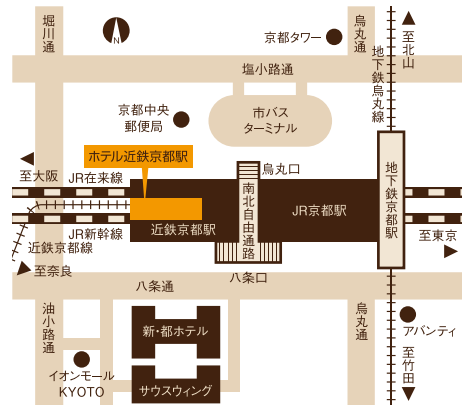 堀川通
N
烏丸通
京都タワー
至北山
地下鉄烏丸線
塩小路通
京都中央
郵便局
市バス
ターミナル
ホテル近鉄京都駅
至大阪
JR在来線
烏丸口
地下鉄京都駅
南北自由通路
JR京都駅
近鉄京都駅
JR新幹線
近鉄京都線
至東京
至奈良
八条口
八条通
油小路通
烏丸通
新・都ホテル
アバンティ
至竹田
イオンモール
KYOTO
サウスウィング